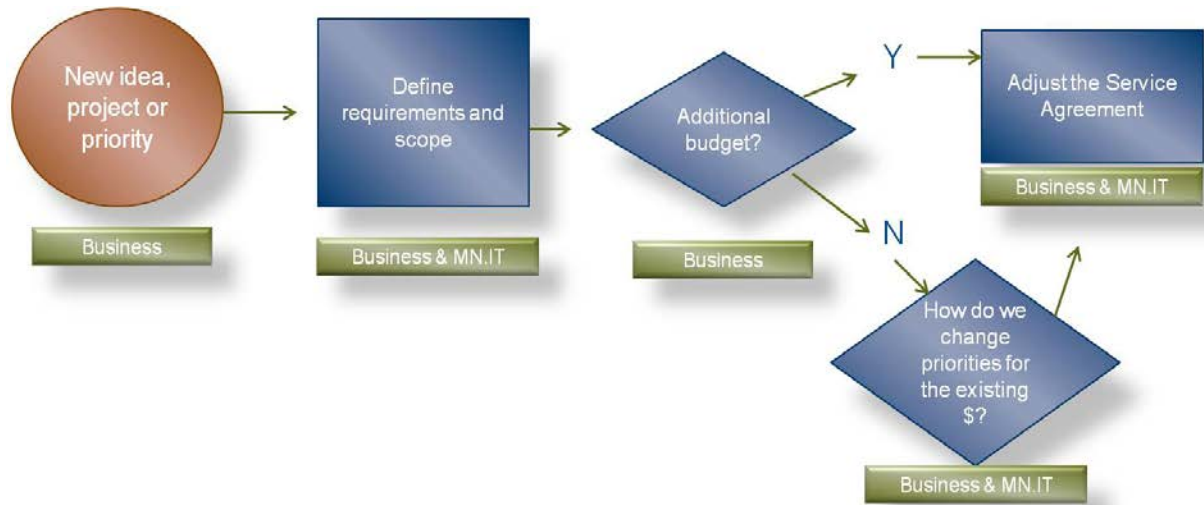 New idea,
project or
priority
Business
Define
requirements and
scope
Business & MN.IT
Additional
budget?
Business
Y
Adjust the Service
Agreement
Business & MN.IT
N
How do we
change
priorities for
the existing
$?
Business & MN.IT